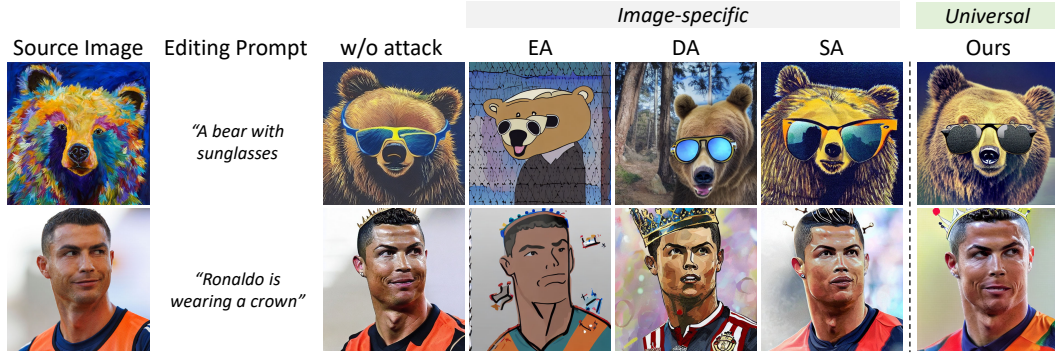 Image-specific Universal
Source Image Editing Prompt w/o attack EA DA SA Ours
“A bear with
sunglasses
“Ronaldo is
wearing a crown”